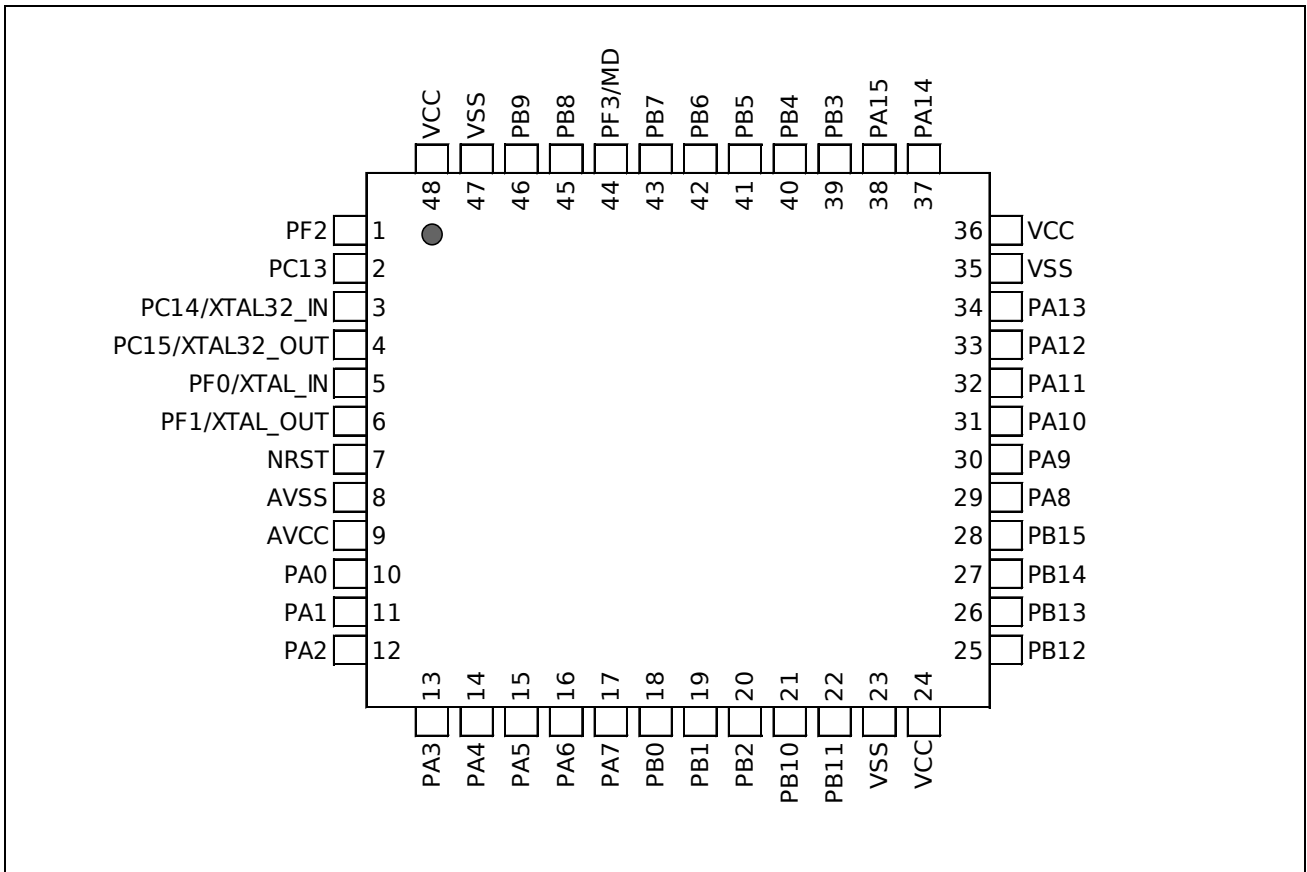 VCC VSS PB9 PB8 PF3/MD PB7 PB6 PB5 PB4 PB3 PA15 PA14
48 47 46 45 44 43 42 41 40 39 38 37
PF2 1 36 VCC
PC13 2 35 VSS
PC14/XTAL32_IN 3 34 PA13
PC15/XTAL32_OUT 4 33 PA12
PF0/XTAL_IN 5 32 PA11
PF1/XTAL_OUT 6 31 PA10
NRST 7 30 PA9
AVSS 8 29 PA8
AVCC 9 28 PB15
PA0 10 27 PB14
PA1 11 26 PB13
PA2 12 25 PB12
13 14 15 16 17 18 19 20 21 22 23 24
PA3 PA4 PA5 PA6 PA7 PB0 PB1 PB2 PB10 PB11 VSS VCC